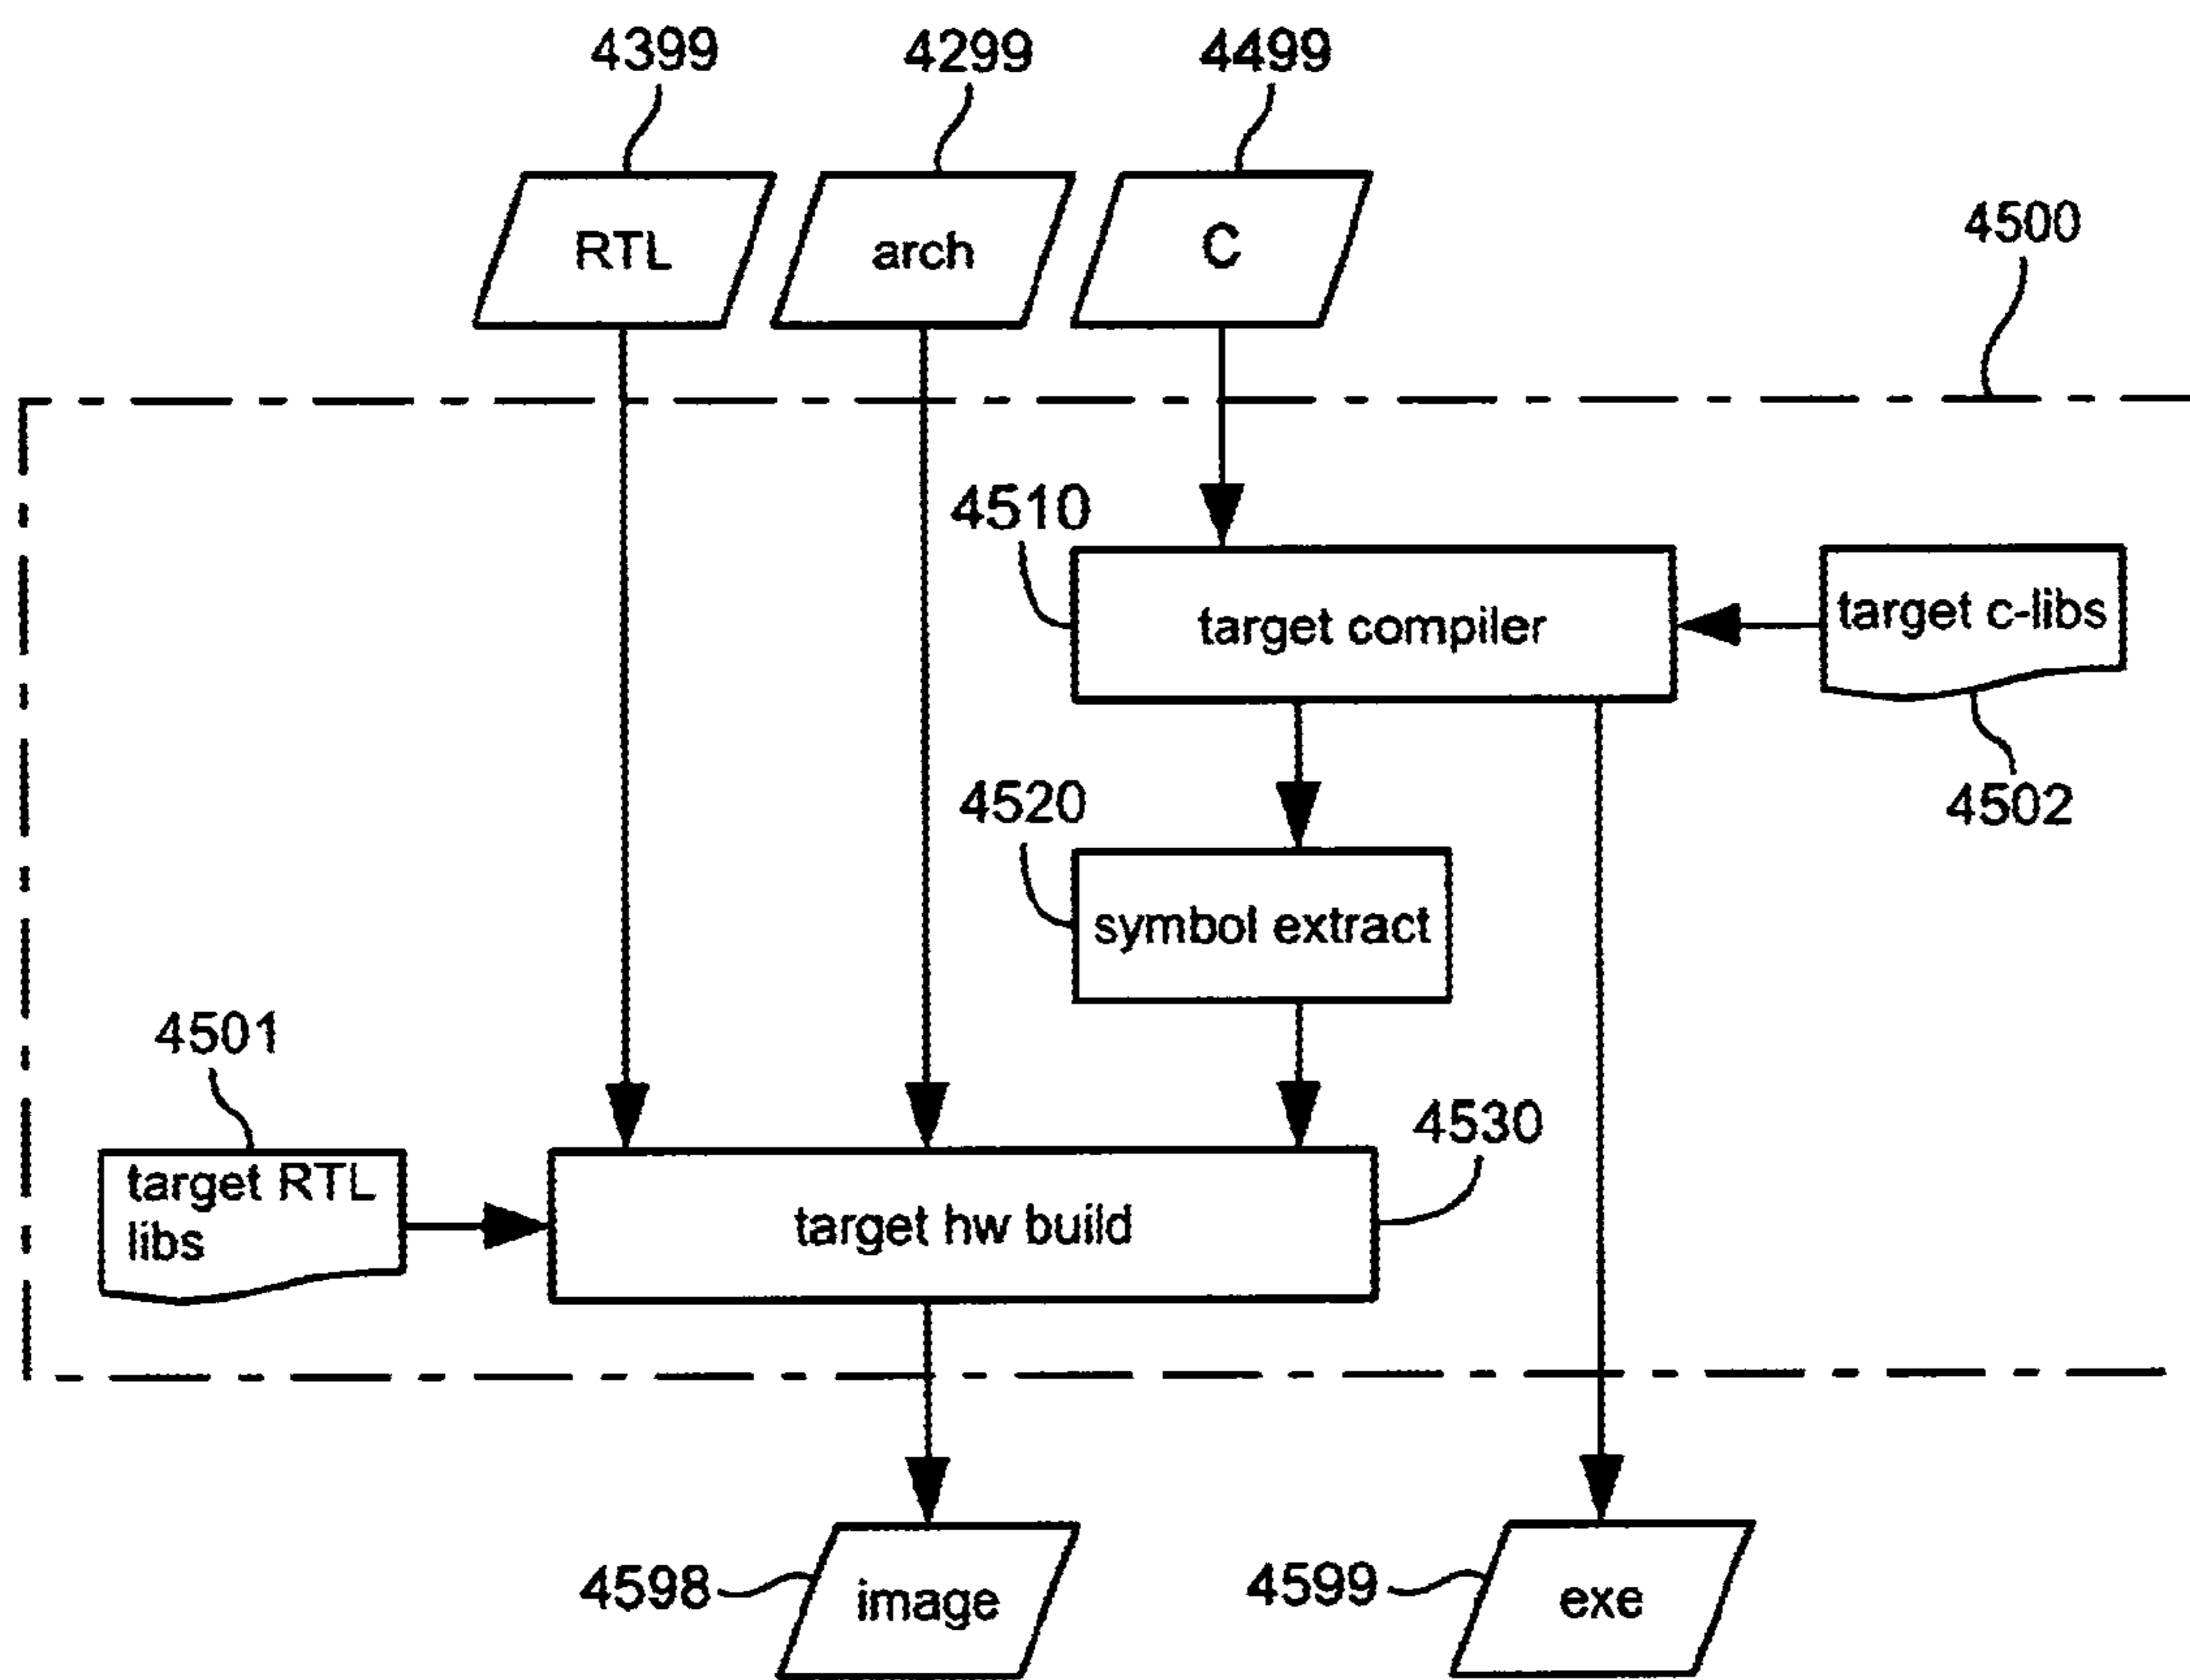 4399
4299
4499
RTL
arch
C
4500
4510
target compiler
target c-libs
4502
4520
symbol extract
4501
target RTL
libs
4530
target hw build
4598
image
4599
exe